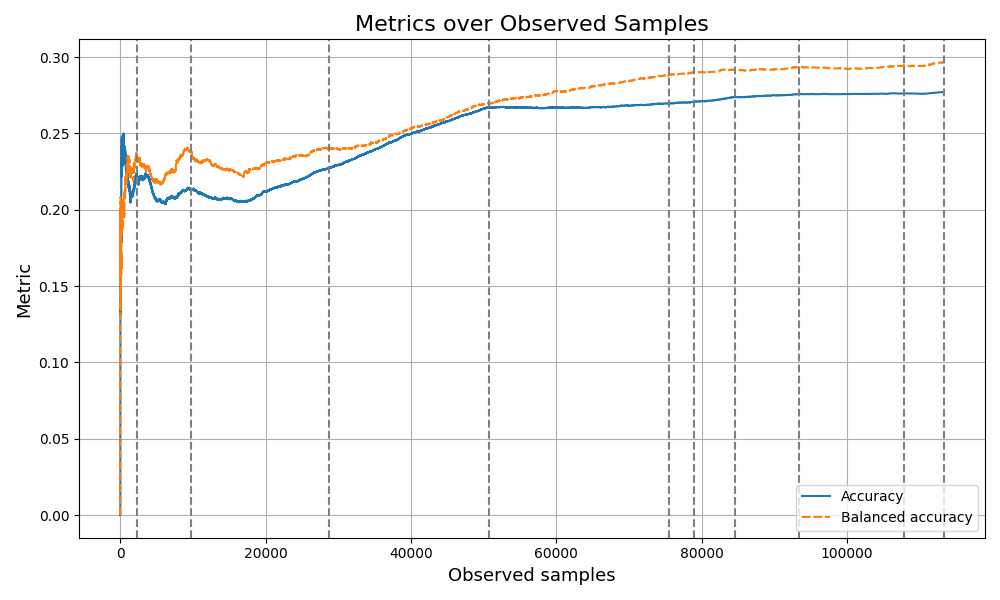 Metrics over Observed Samples
Metric
0.30
0.25
0.20
0.15
0.10
0.05
0.00
0
20000
40000
60000
80000
100000
Observed samples
Accuracy
Balanced accuracy